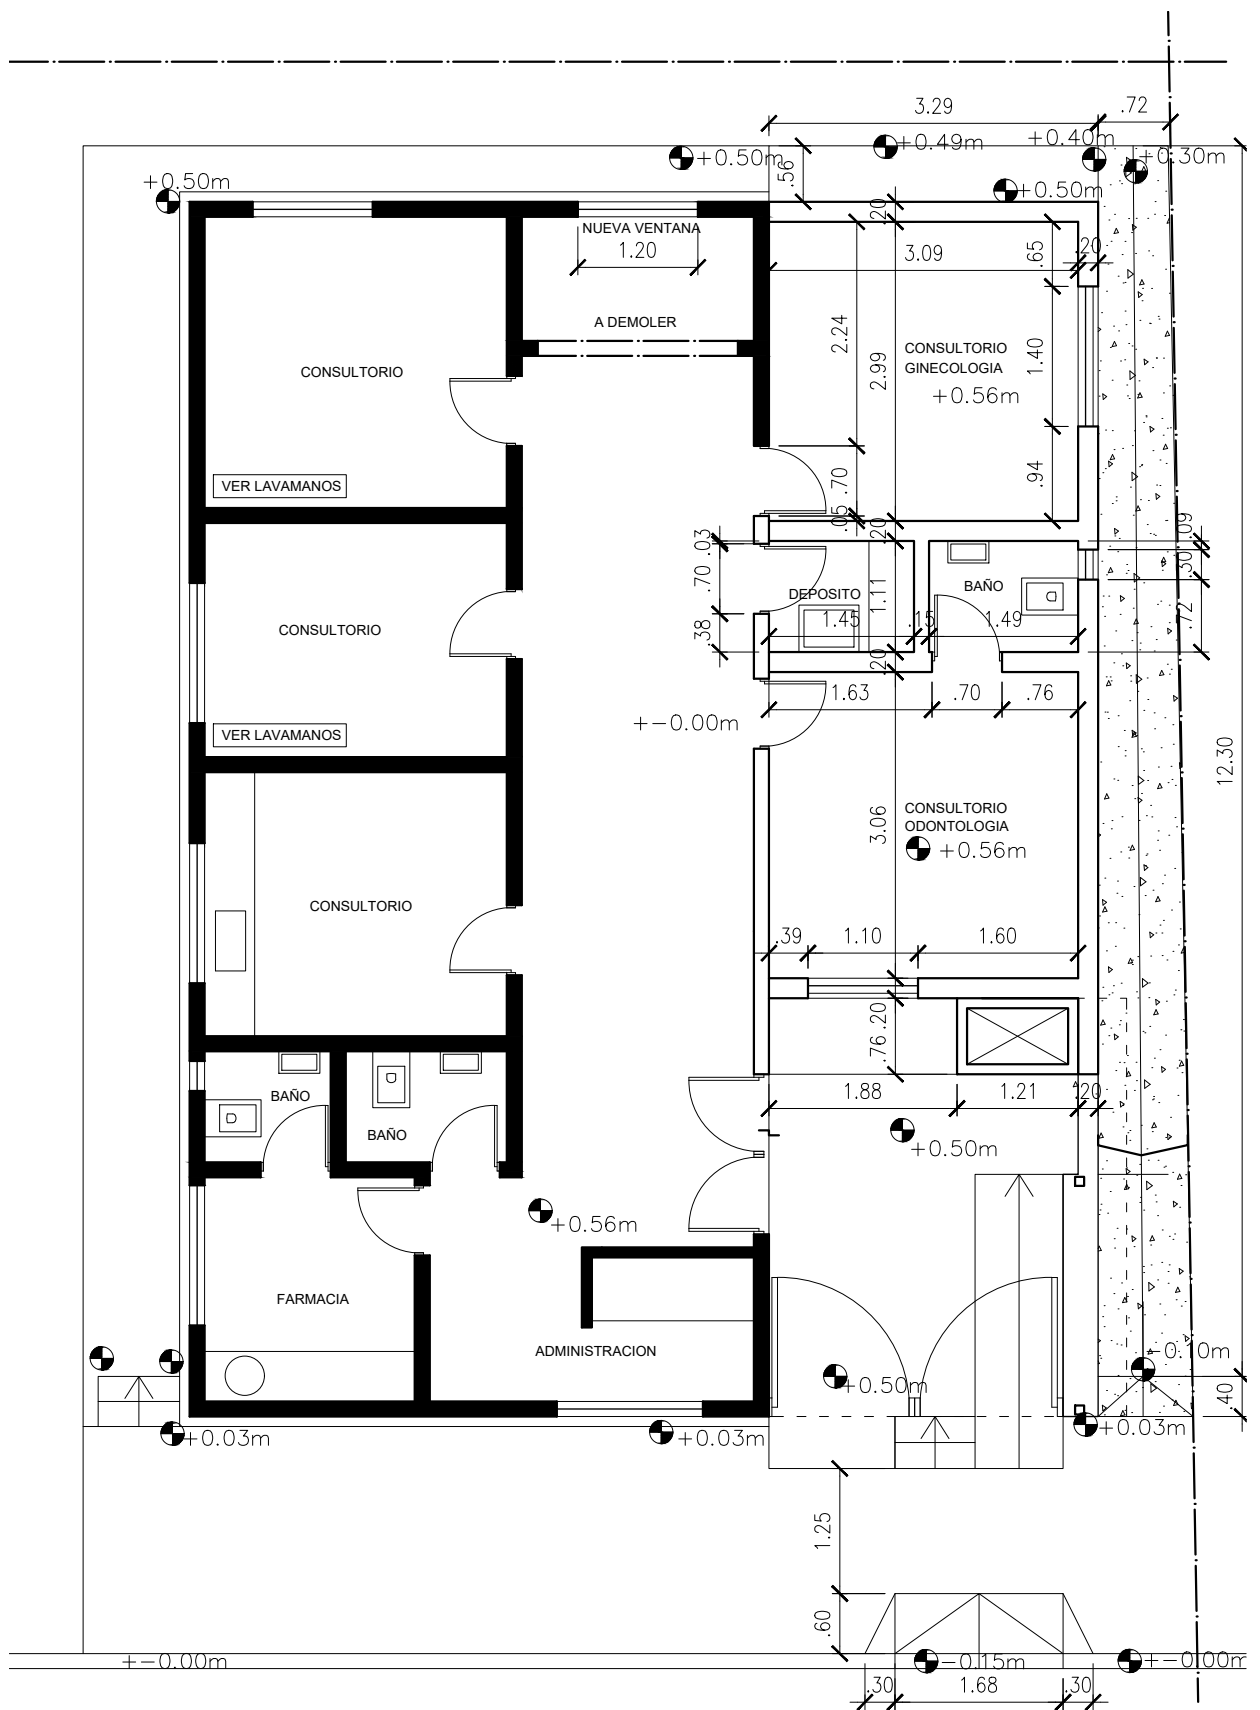 3.29
.72
+0.50m
+0.50m
+0.49m
+0.40m
+0.30m
+0.50m
.56
.20
NUEVA VENTANA
1.20
3.09
.65
.20
A DEMOLER
2.24
2.99
CONSULTORIO
GINECOLOGIA
+0.56m
1.40
CONSULTORIO
VER LAVAMANOS
.70
.94
.05
.20
.03
.70
.38
.09
.30
.72
DEPOSITO
1.11
BAÑO
1.45
.15
1.49
CONSULTORIO
.20
1.63
.70
.76
+-0.00m
VER LAVAMANOS
12.30
3.06
CONSULTORIO
ODONTOLOGIA
+0.56m
CONSULTORIO
.39
1.10
1.60
.20
.76
BAÑO
BAÑO
1.88
1.21
.20
+0.50m
+0.56m
FARMACIA
ADMINISTRACION
-0.10m
+0.50m
.40
+0.03m
+0.03m
+0.03m
1.25
.60
+-0.00m
-0.15m
+-0.00m
.30
1.68
.30